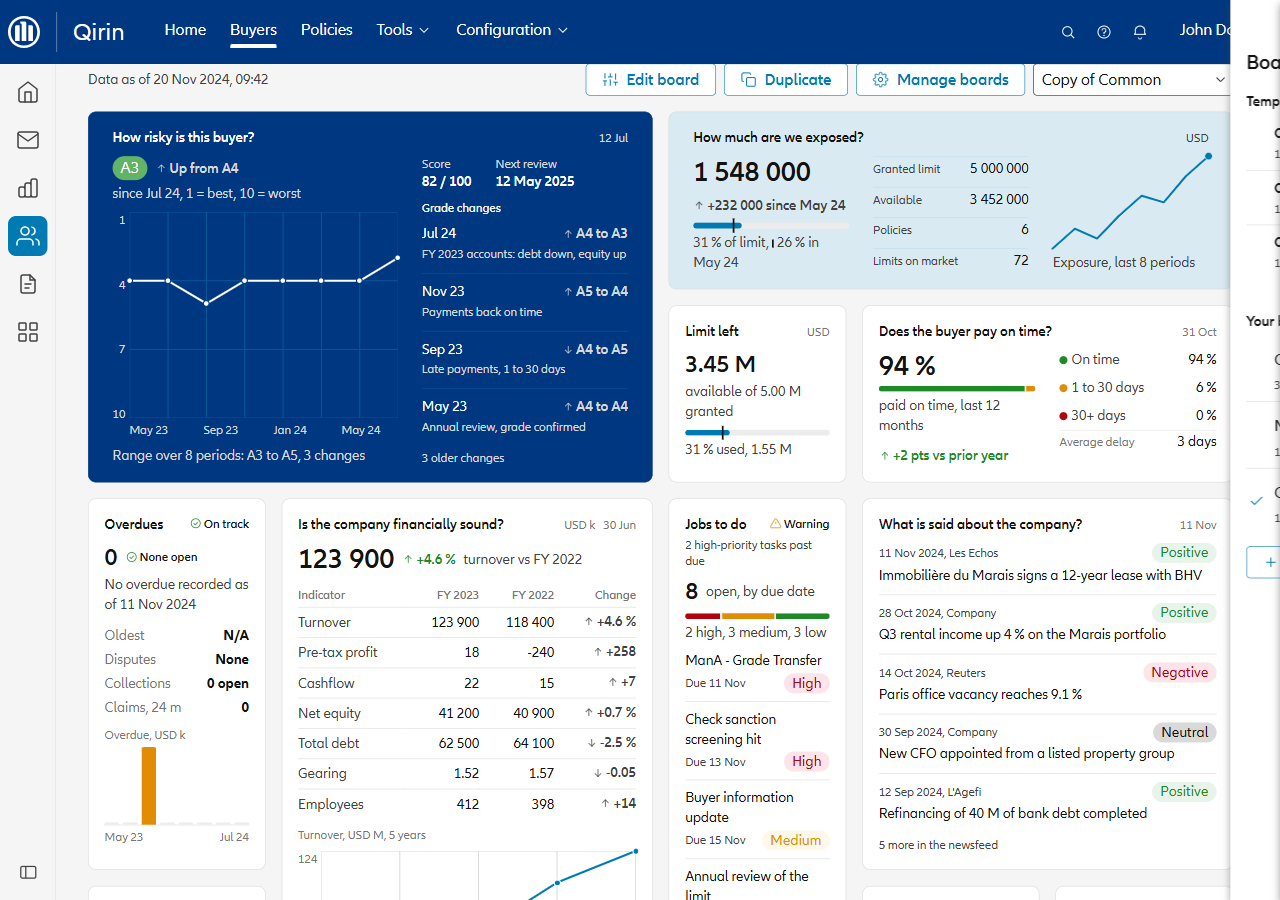 Qirin
Home
Buyers
Policies
Tools
Configuration
Data as of 20 Nov 2024, 09:42
Edit board
Duplicate
Manage boards
Copy of Common
How risky is this buyer?
12 Jul
A3
↑ Up from A4
since Jul 24, 1 = best, 10 = worst
1
4
7
10
May 23
Sep 23
Jan 24
May 24
Range over 8 periods: A3 to A5, 3 changes
Score
82 / 100
Next review
12 May 2025
Grade changes
Jul 24
↑ A4 to A3
FY 2023 accounts: debt down, equity up
Nov 23
↑ A5 to A4
Payments back on time
Sep 23
↓ A4 to A5
Late payments, 1 to 30 days
May 23
↑ A4 to A4
Annual review, grade confirmed
3 older changes
How much are we exposed?
USD
1 548 000
↑ +232 000 since May 24
31 % of limit, 26 % in
May 24
Granted limit 5 000 000
Available 3 452 000
Policies 6
Limits on market 72
Exposure, last 8 periods
Limit left
USD
3.45 M
available of 5.00 M
granted
31 % used, 1.55 M
Does the buyer pay on time?
31 Oct
94 %
paid on time, last 12
months
↑ +2 pts vs prior year
On time 94 %
1 to 30 days 6 %
30+ days 0 %
Average delay 3 days
Overdues
On track
0 None open
No overdue recorded as
of 11 Nov 2024
Oldest N/A
Disputes None
Collections 0 open
Claims, 24 m 0
Overdue, USD k
May 23
Jul 24
Is the company financially sound?
USD k 30 Jun
123 900 ↑ +4.6 % turnover vs FY 2022
Indicator FY 2023 FY 2022 Change
Turnover 123 900 118 400 ↑ +4.6 %
Pre-tax profit 18 -240 ↑ +258
Cashflow 22 15 ↑ +7
Net equity 41 200 40 900 ↑ +0.7 %
Total debt 62 500 64 100 ↓ -2.5 %
Gearing 1.52 1.57 ↓ -0.05
Employees 412 398 ↑ +14
Turnover, USD M, 5 years
124
Jobs to do
Warning
2 high-priority tasks past
due
8 open, by due date
2 high, 3 medium, 3 low
ManA - Grade Transfer
Due 11 Nov High
Check sanction
screening hit
Due 13 Nov High
Buyer information
update
Due 15 Nov Medium
Annual review of the
limit
What is said about the company?
11 Nov
11 Nov 2024, Les Echos Positive
Immobilière du Marais signs a 12-year lease with BHV
28 Oct 2024, Company Positive
Q3 rental income up 4 % on the Marais portfolio
14 Oct 2024, Reuters Negative
Paris office vacancy reaches 9.1 %
30 Sep 2024, Company Neutral
New CFO appointed from a listed property group
12 Sep 2024, L'Agefi Positive
Refinancing of 40 M of bank debt completed
5 more in the newsfeed
John
Your